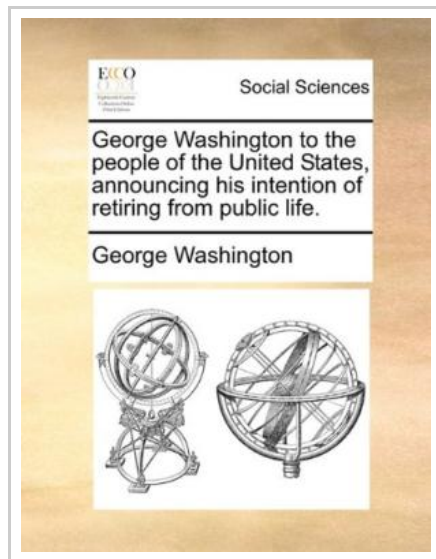 ECCO
Social Sciences
George Washington to the
people of the United States,
announcing his intention of
retiring from public life.
George Washington